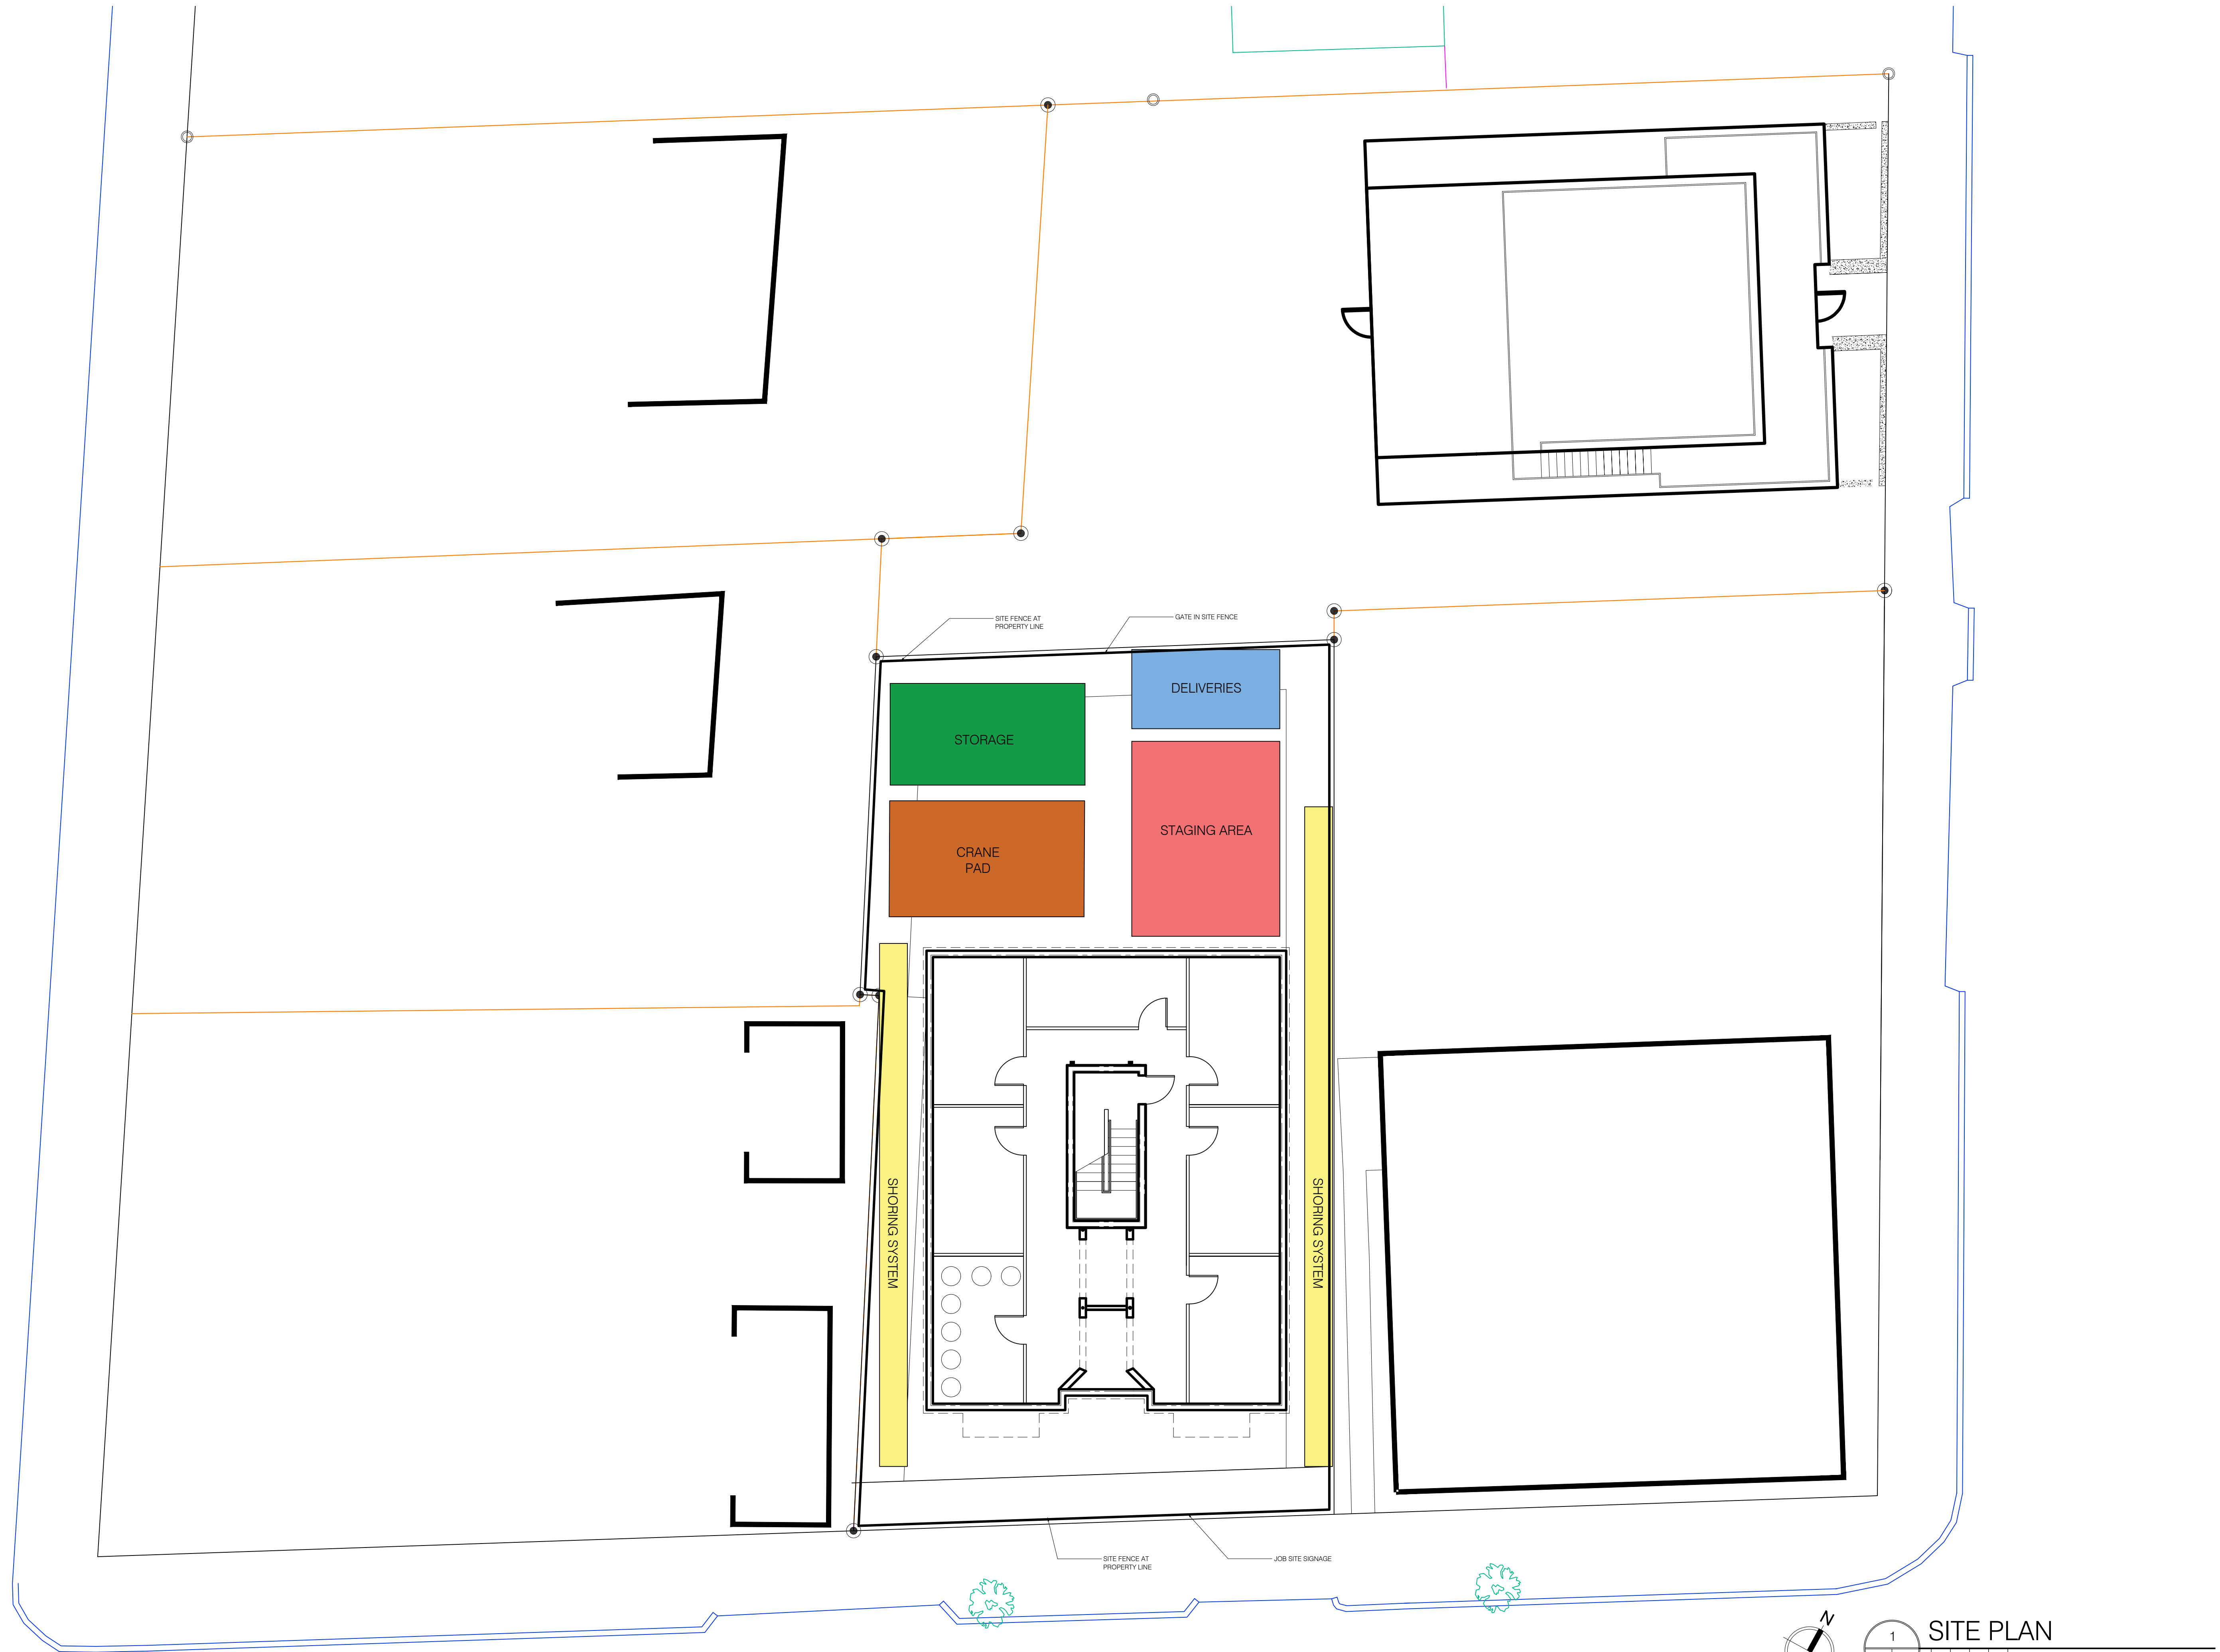 SITE FENCE AT
PROPERTY LINE
GATE IN SITE FENCE
DELIVERIES
STORAGE
STAGING AREA
CRANE
PAD
SHORING SYSTEM
SHORING SYSTEM
SITE FENCE AT
PROPERTY LINE
JOB SITE SIGNAGE
N
1
SITE PLAN